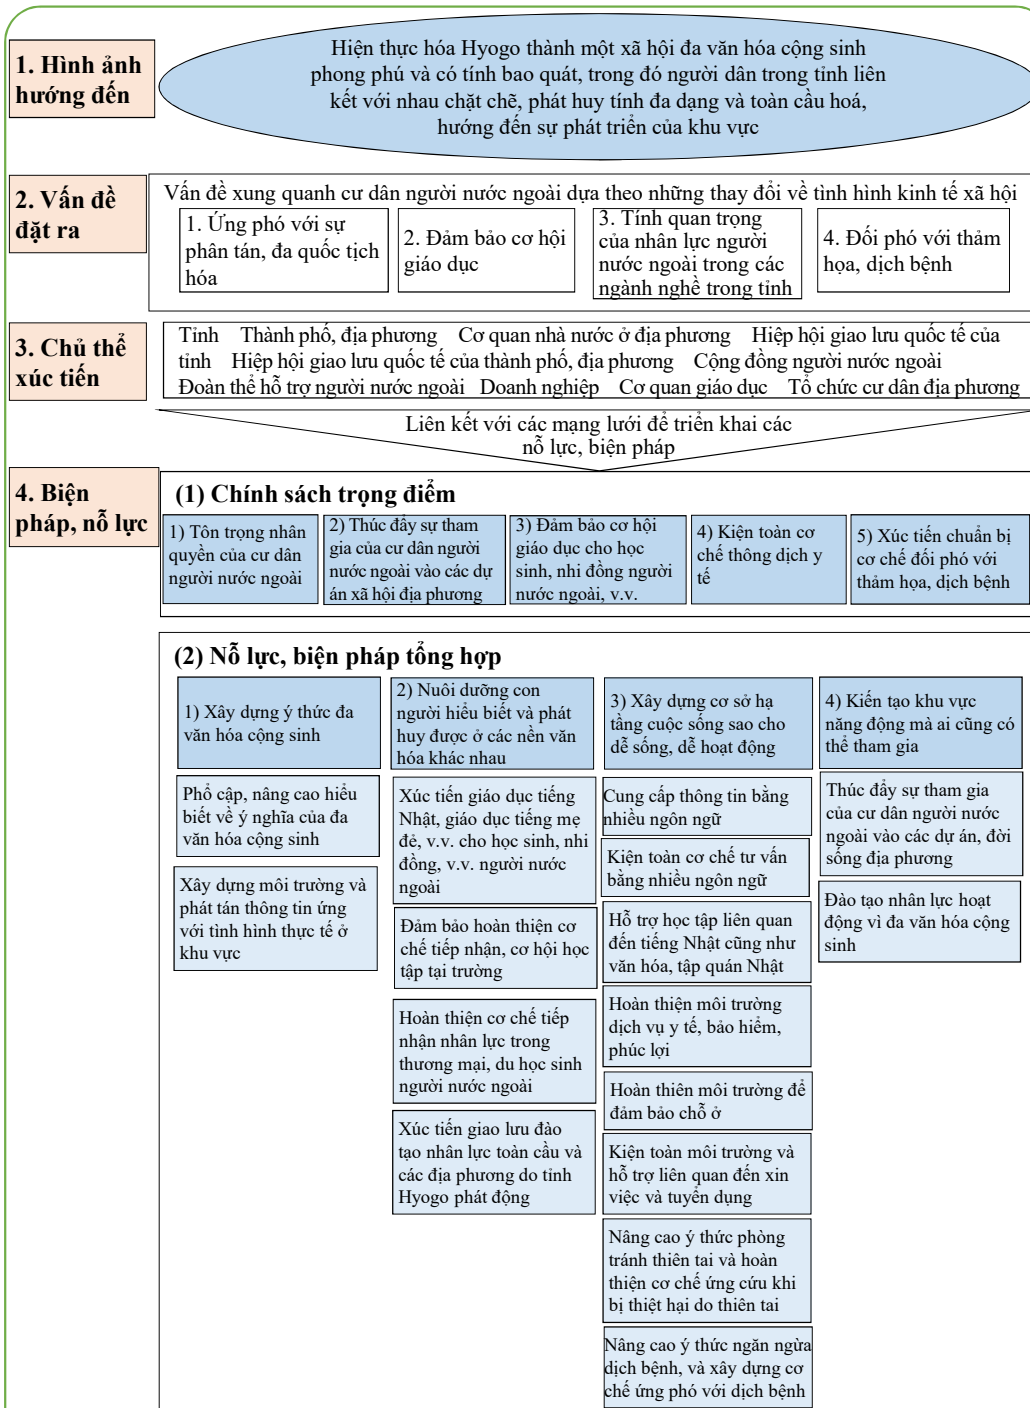 1. Hình ảnh
hướng đến
Hiện thực hóa Hyogo thành một xã hội đa văn hóa cộng sinh
phong phú và có tính bao quát, trong đó người dân trong tỉnh liên
kết với nhau chặt chẽ, phát huy tính đa dạng và toàn cầu hoá,
hướng đến sự phát triển của khu vực
2. Vấn đề
đặt ra
Vấn đề xung quanh cư dân người nước ngoài dựa theo những thay đổi về tình hình kinh tế xã hội
1. Ứng phó với sự
phân tán, đa quốc tịch
hóa
2. Đảm bảo cơ hội
giáo dục
3. Tính quan trọng
của nhân lực người
nước ngoài trong các
ngành nghề trong tỉnh
4. Đối phó với thảm
họa, dịch bệnh
3. Chủ thể
xúc tiến
Tỉnh Thành phố, địa phương Cơ quan nhà nước ở địa phương Hiệp hội giao lưu quốc tế của
tỉnh Hiệp hội giao lưu quốc tế của thành phố, địa phương Cộng đồng người nước ngoài
Đoàn thể hỗ trợ người nước ngoài Doanh nghiệp Cơ quan giáo dục Tổ chức cư dân địa phương
Liên kết với các mạng lưới để triển khai các
nỗ lực, biện pháp
4. Biện
pháp, nỗ lực
(1) Chính sách trọng điểm
1) Tôn trọng nhân
quyền của cư dân
người nước ngoài
2) Thúc đẩy sự tham
gia của cư dân người
nước ngoài vào các dự
án xã hội địa phương
3) Đảm bảo cơ hội
giáo dục cho học
sinh, nhi đồng người
nước ngoài, v.v.
4) Kiện toàn cơ
chế thông dịch y
tế
5) Xúc tiến chuẩn bị
cơ chế đối phó với
thảm họa, dịch bệnh
(2) Nỗ lực, biện pháp tổng hợp
1) Xây dựng ý thức đa
văn hóa cộng sinh
Phổ cập, nâng cao hiểu
biết về ý nghĩa của đa
văn hóa cộng sinh
Xây dựng môi trường và
phát tán thông tin ứng
với tình hình thực tế ở
khu vực
2) Nuôi dưỡng con
người hiểu biết và phát
huy được ở các nền văn
hóa khác nhau
Xúc tiến giáo dục tiếng
Nhật, giáo dục tiếng mẹ
đẻ, v.v. cho học sinh, nhi
đồng, v.v. người nước
ngoài
Đảm bảo hoàn thiện cơ
chế tiếp nhận, cơ hội học
tập tại trường
Hoàn thiện cơ chế tiếp
nhận nhân lực trong
thương mại, du học sinh
người nước ngoài
Xúc tiến giao lưu đào
tạo nhân lực toàn cầu và
các địa phương do tỉnh
Hyogo phát động
3) Xây dựng cơ sở hạ
tầng cuộc sống sao cho
dễ sống, dễ hoạt động
Cung cấp thông tin bằng
nhiều ngôn ngữ
Kiện toàn cơ chế tư vấn
bằng nhiều ngôn ngữ
Hỗ trợ học tập liên quan
đến tiếng Nhật cũng như
văn hóa, tập quán Nhật
Hoàn thiện môi trường
dịch vụ y tế, bảo hiểm,
phúc lợi
Hoàn thiên môi trường để
đảm bảo chỗ ở
Kiện toàn môi trường và
hỗ trợ liên quan đến xin
việc và tuyển dụng
Nâng cao ý thức phòng
tránh thiên tai và hoàn
thiện cơ chế ứng cứu khi
bị thiệt hại do thiên tai
Nâng cao ý thức ngăn ngừa
dịch bệnh, và xây dựng cơ
chế ứng phó với dịch bệnh
4) Kiến tạo khu vực
năng động mà ai cũng có
thể tham gia
Thúc đẩy sự tham gia
của cư dân người nước
ngoài vào các dự án, đời
sống địa phương
Đào tạo nhân lực hoạt
động vì đa văn hóa cộng
sinh